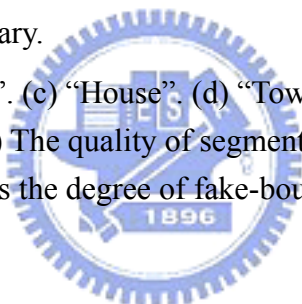 ary.
”. (c) “House”. (d) “Tow
) The quality of segment
s the degree of fake-bou
E S
1896